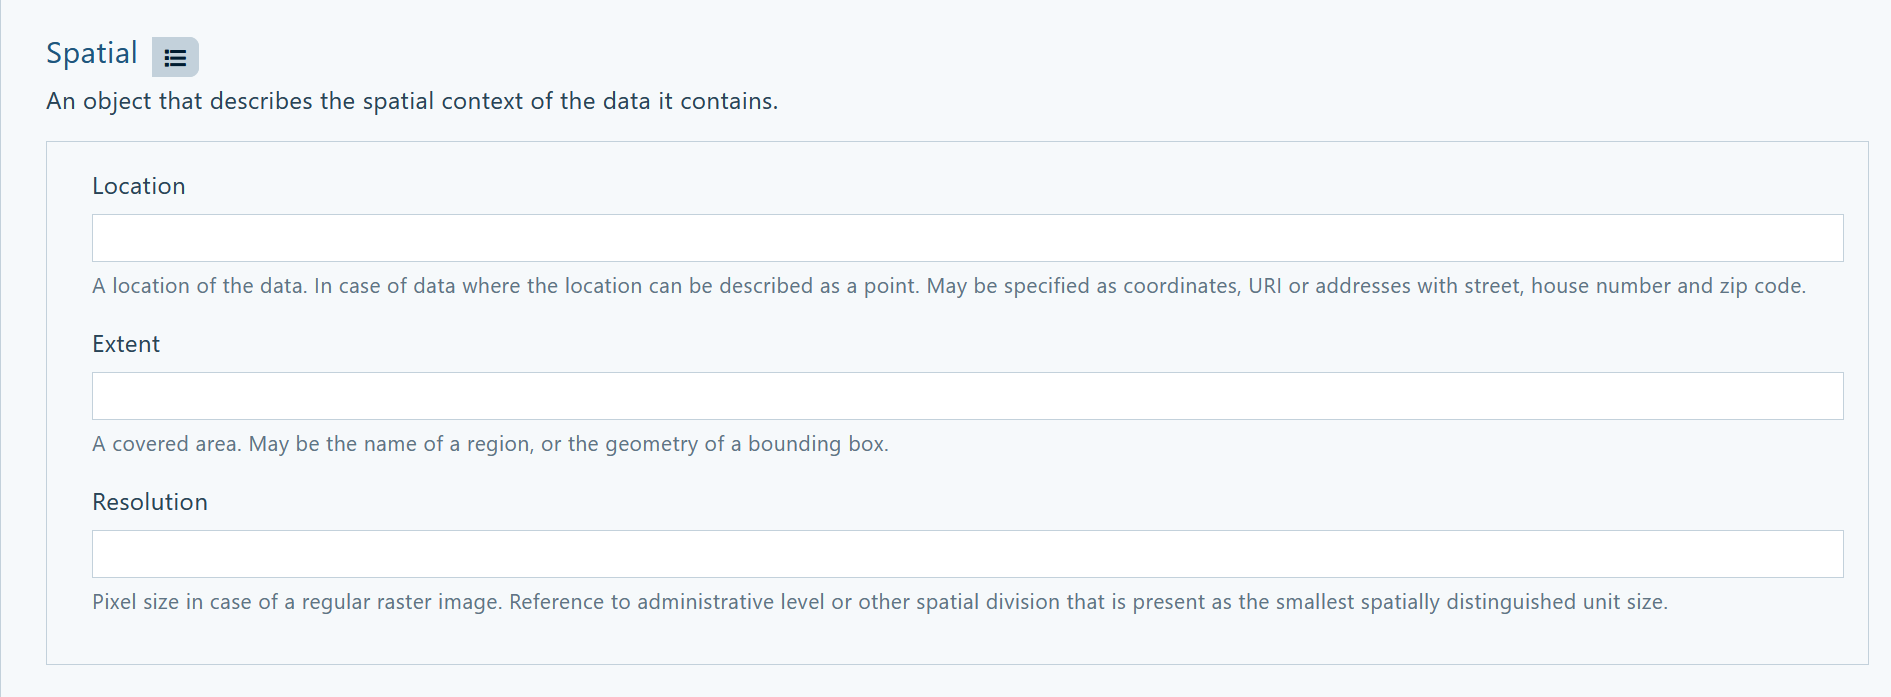 Spatial
An object that describes the spatial context of the data it contains.
Location
A location of the data. In case of data where the location can be described as a point. May be specified as coordinates, URI or addresses with street, house number and zip code.
Extent
A covered area. May be the name of a region, or the geometry of a bounding box.
Resolution
Pixel size in case of a regular raster image. Reference to administrative level or other spatial division that is present as the smallest spatially distinguished unit size.